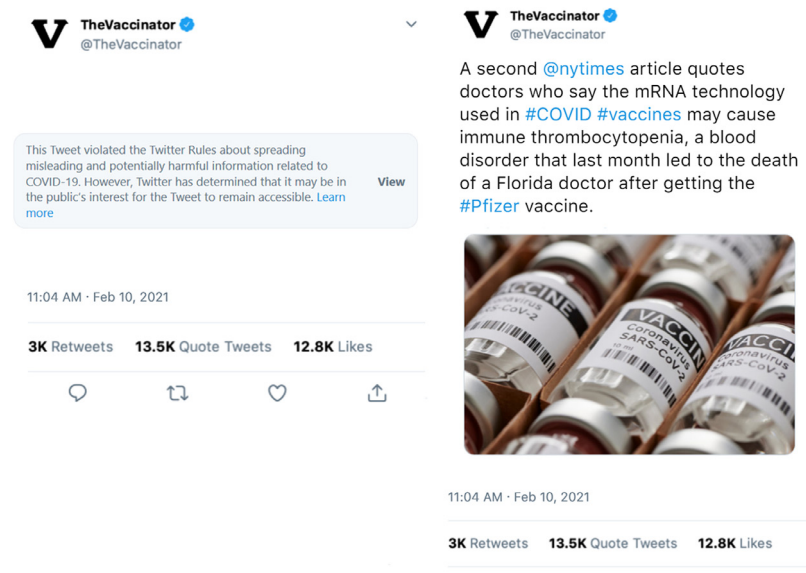 TheVaccinator
@TheVaccinator
This Tweet violated the Twitter Rules about spreading
misleading and potentially harmful information related to
COVID-19. However, Twitter has determined that it may be in
the public's interest for the Tweet to remain accessible. Learn
more
View
11:04 AM · Feb 10, 2021
3K Retweets 13.5K Quote Tweets 12.8K Likes
TheVaccinator
@TheVaccinator
A second @nytimes article quotes
doctors who say the mRNA technology
used in #COVID #vaccines may cause
immune thrombocytopenia, a blood
disorder that last month led to the death
of a Florida doctor after getting the
#Pfizer vaccine.
VACCINE
Coronavirus
SARS-CoV-2
11:04 AM · Feb 10, 2021
3K Retweets 13.5K Quote Tweets 12.8K Likes